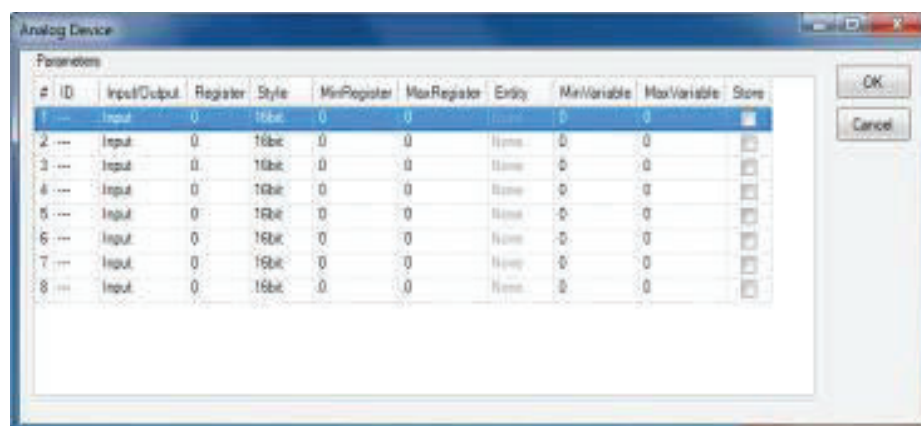 Analog Device
Parameters
# ID Input/Output Register Style MinRegister MaxRegister Entity MinVariable MaxVariable Store
1 --- Input 0 16bit 0 0 None 0 0
2 --- Input 0 16bit 0 0 None 0 0
3 --- Input 0 16bit 0 0 None 0 0
4 --- Input 0 16bit 0 0 None 0 0
5 --- Input 0 16bit 0 0 None 0 0
6 --- Input 0 16bit 0 0 None 0 0
7 --- Input 0 16bit 0 0 None 0 0
8 --- Input 0 16bit 0 0 None 0 0
OK
Cancel